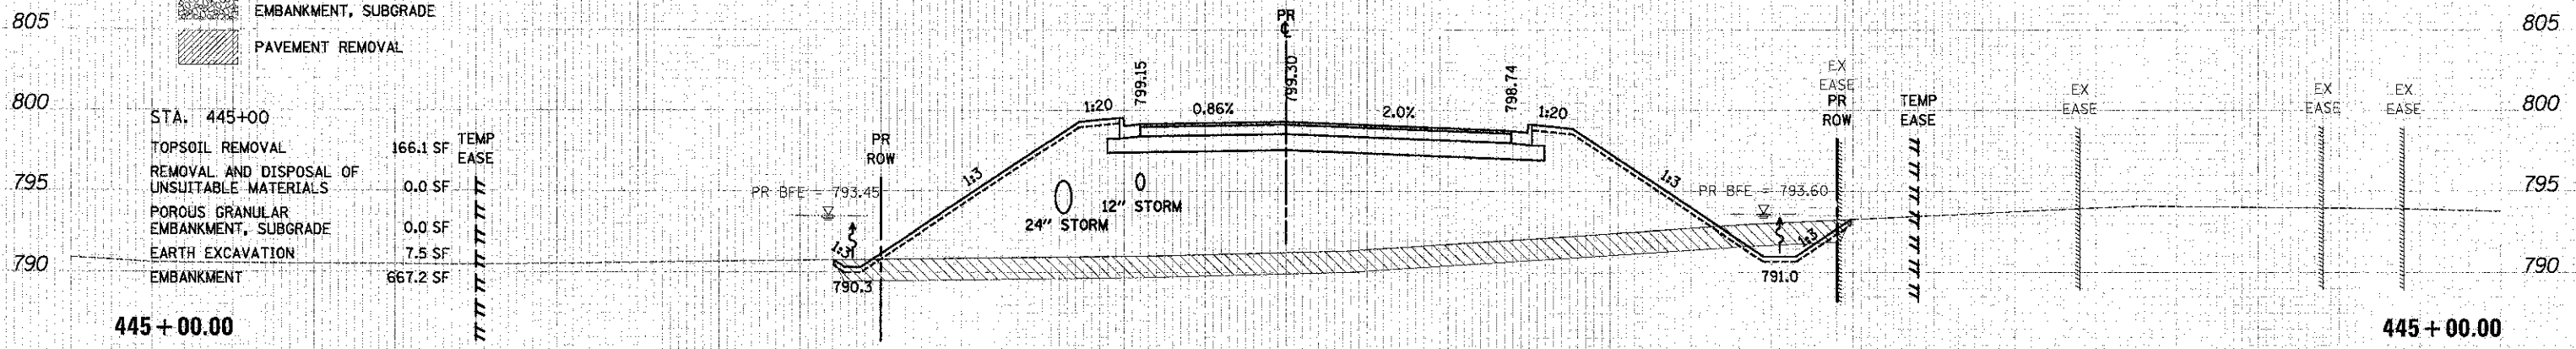 805
EMBANKMENT, SUBGRADE
PAVEMENT REMOVAL
PR
℄
805
800
STA. 445+00
TOPSOIL REMOVAL 166.1 SF
REMOVAL AND DISPOSAL OF
UNSUITABLE MATERIALS 0.0 SF
POROUS GRANULAR
EMBANKMENT, SUBGRADE 0.0 SF
EARTH EXCAVATION 7.5 SF
EMBANKMENT 667.2 SF
795
790
TEMP
EASE
PR
ROW
PR BFE = 793.45
1:3
790.3
1:3
1:20
799.15
0.86%
799.30
2.0%
798.74
1:20
24" STORM
12" STORM
1:3
PR BFE = 793.60
1:3
791.0
EX
EASE
PR
ROW
TEMP
EASE
EX
EASE
EX
EASE
EX
EASE
800
795
790
445+00.00
445+00.00